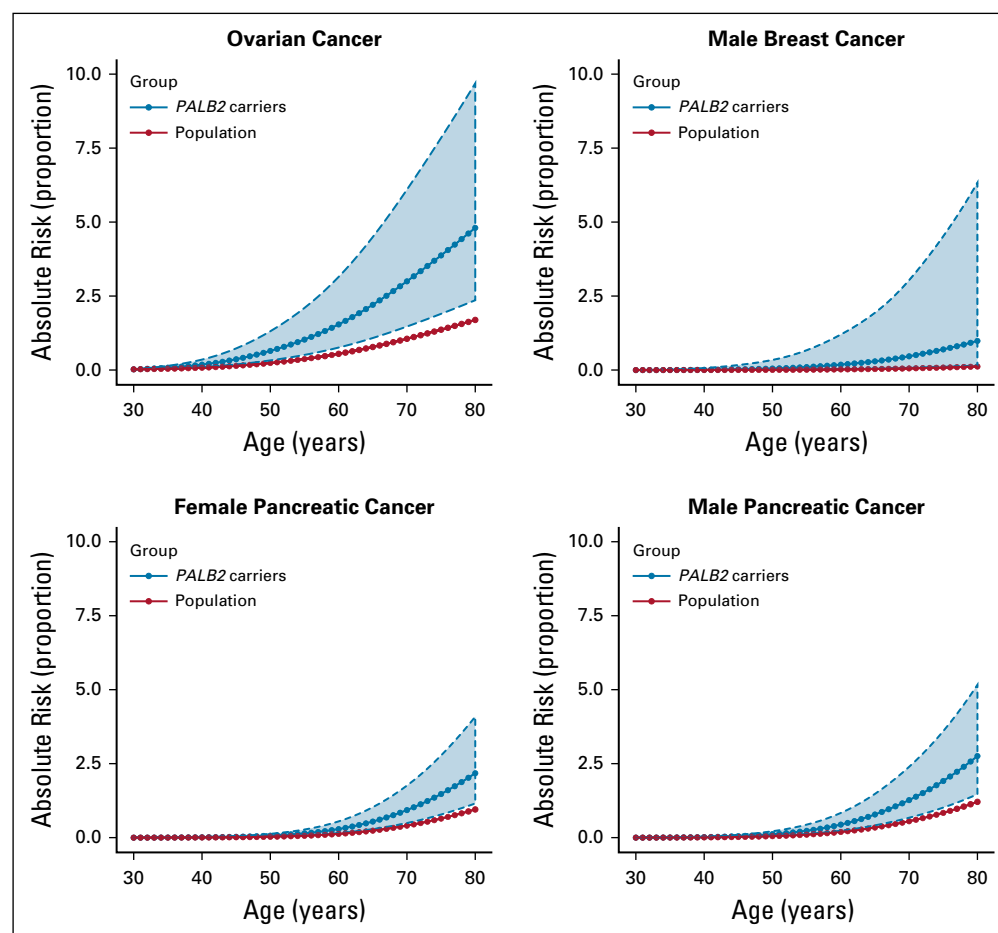 Ovarian Cancer
Absolute Risk (proportion)
10.0
7.5
5.0
2.5
0.0
Group
PALB2 carriers
Population
30 40 50 60 70 80
Age (years)
Male Breast Cancer
Absolute Risk (proportion)
10.0
7.5
5.0
2.5
0.0
Group
PALB2 carriers
Population
30 40 50 60 70 80
Age (years)
Female Pancreatic Cancer
Absolute Risk (proportion)
10.0
7.5
5.0
2.5
0.0
Group
PALB2 carriers
Population
30 40 50 60 70 80
Age (years)
Male Pancreatic Cancer
Absolute Risk (proportion)
10.0
7.5
5.0
2.5
0.0
Group
PALB2 carriers
Population
30 40 50 60 70 80
Age (years)